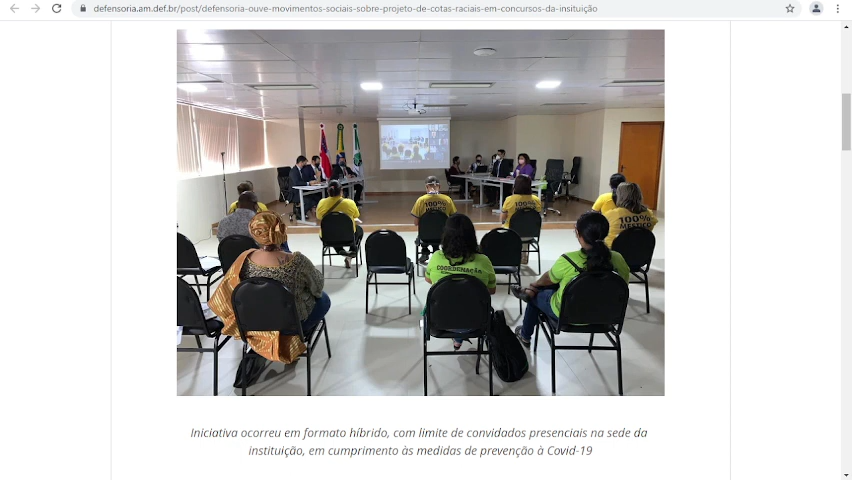 defensoria.am.def.br/post/defensoria-ouve-movimentos-sociais-sobre-projeto-de-cotas-raciais-em-concursos-da-insituição
100%
100%
100%
MESTIÇO
COORDENAÇÃO
Iniciativa ocorreu em formato híbrido, com limite de convidados presenciais na sede da
instituição, em cumprimento às medidas de prevenção à Covid-19